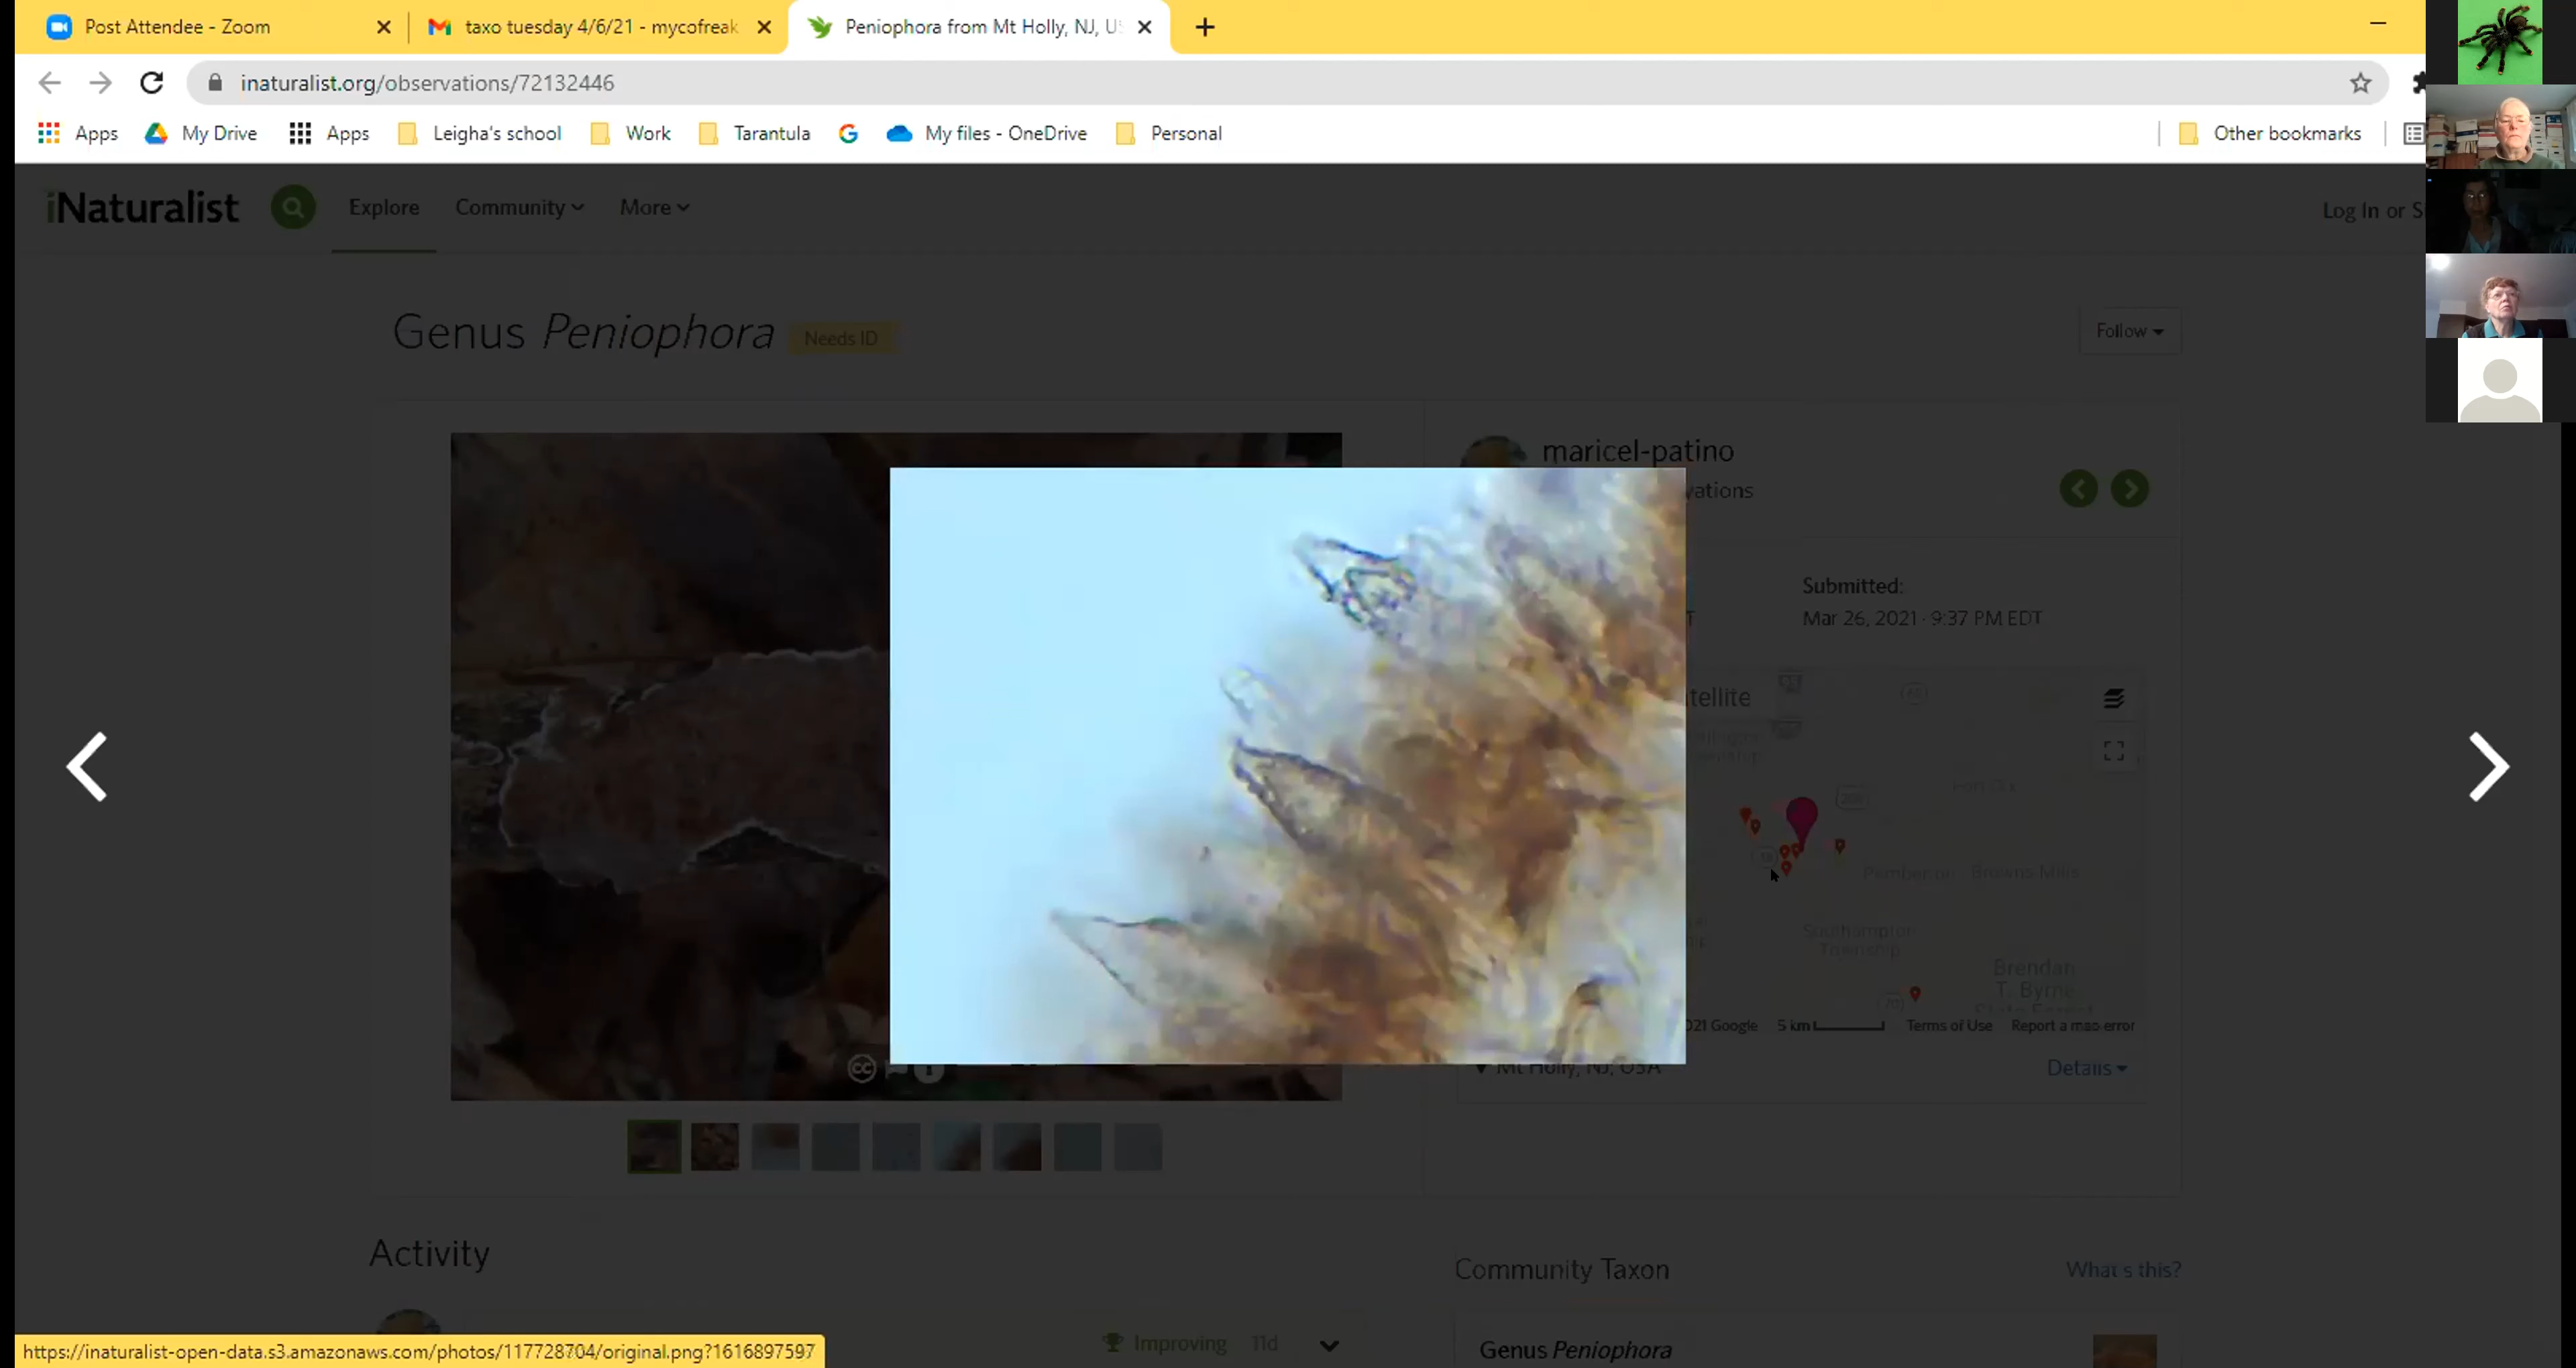 Post Attendee - Zoom
taxo tuesday 4/6/21 - mycofreak
Peniophora from Mt Holly, NJ, U
inaturalist.org/observations/72132446
Apps
My Drive
Apps
Leigha's school
Work
Tarantula
My files - OneDrive
Personal
Other bookmarks
iNaturalist
Explore
Community
More
Log In or S
Genus Peniophora
Needs ID
Follow
maricel-patino
vations
Submitted:
Mar 26, 2021 · 9:37 PM EDT
T
tellite
Pemberton
Browns Mills
Southampton
Township
Brendan
T. Byrne
State Forest
70
021 Google
5 km
Terms of Use
Report a map error
Mt Holly, NJ, USA
Details
cc
Activity
Community Taxon
What's this?
Improving
11d
Genus Peniophora
https://inaturalist-open-data.s3.amazonaws.com/photos/117728704/original.png?1616897597